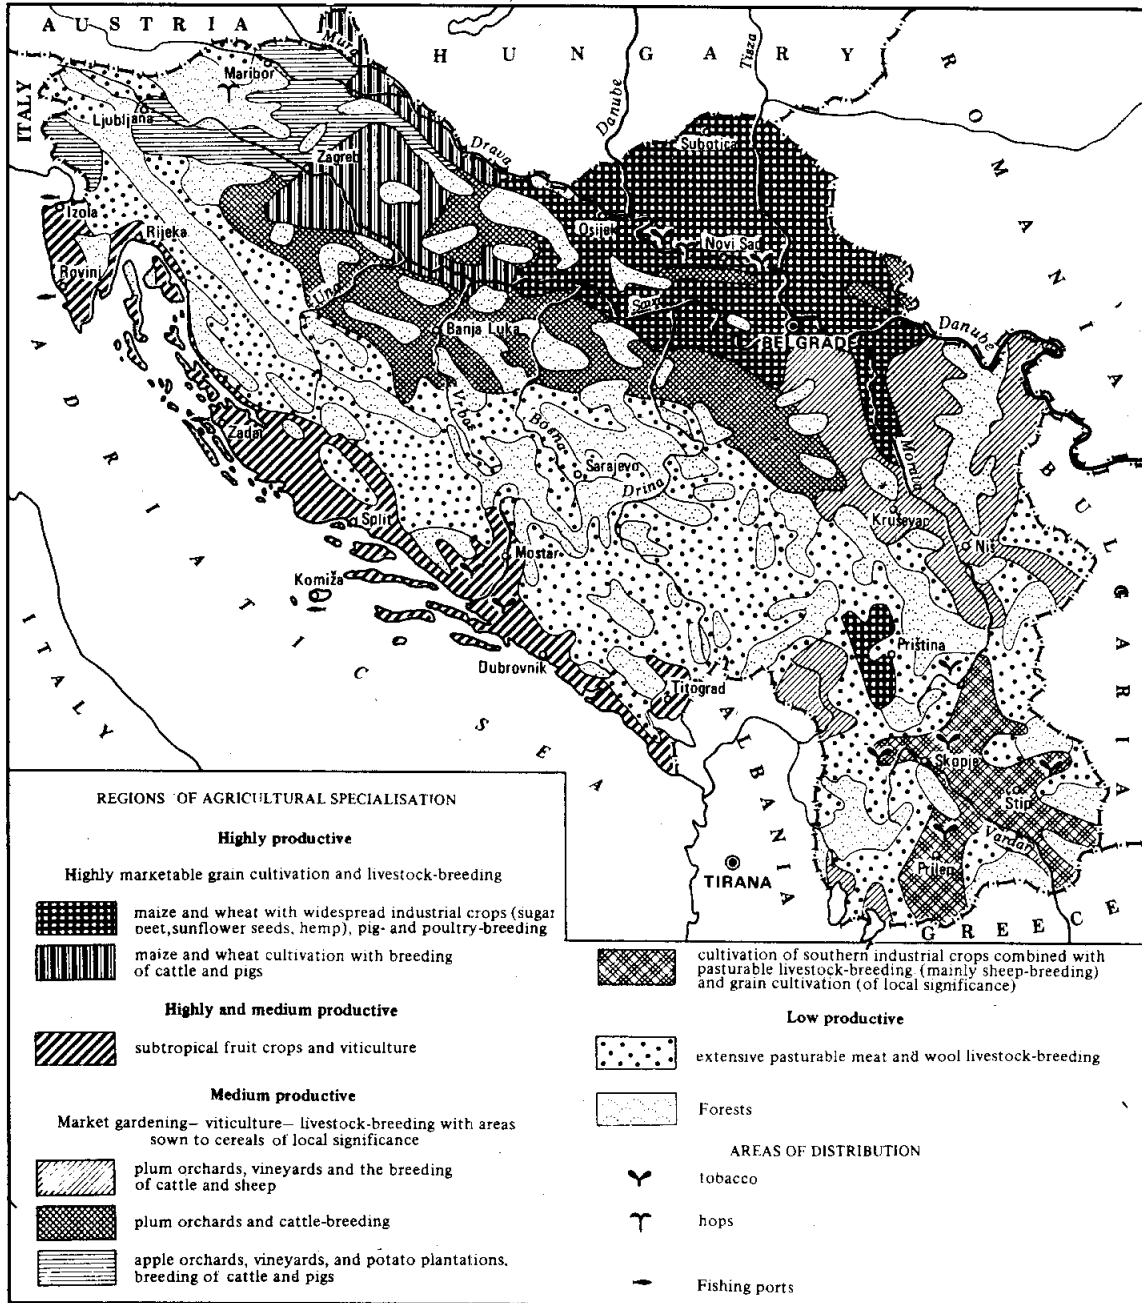 AUSTRIA
HUNGARY
ROMANIA
BULGARIA
GREECE
ALBANIA
ITALY
ITALY
ADRIATIC SEA
Mura
Maribor
Ljubljana
Zagreb
Drava
Danube
Tisza
Subotica
Izola
Rijeka
Rovinj
Osijek
Novi Sad
Una
Sava
Banja Luka
BELGRADE
Danube
Vrbas
Bosna
Zadar
Sarajevo
Drina
Morava
Kruševac
Split
Niš
Mostar
Komiža
Dubrovnik
Priština
Titograd
Skopje
Stip
Vardar
Prilep
TIRANA
REGIONS OF AGRICULTURAL SPECIALISATION
Highly productive
Highly marketable grain cultivation and livestock-breeding
maize and wheat with widespread industrial crops (sugar
beet, sunflower seeds, hemp), pig- and poultry-breeding
maize and wheat cultivation with breeding
of cattle and pigs
Highly and medium productive
subtropical fruit crops and viticulture
Medium productive
Market gardening— viticulture— livestock-breeding with areas
sown to cereals of local significance
plum orchards, vineyards and the breeding
of cattle and sheep
plum orchards and cattle-breeding
apple orchards, vineyards, and potato plantations,
breeding of cattle and pigs
cultivation of southern industrial crops combined with
pasturable livestock-breeding (mainly sheep-breeding)
and grain cultivation (of local significance)
Low productive
extensive pasturable meat and wool livestock-breeding
Forests
AREAS OF DISTRIBUTION
tobacco
hops
Fishing ports